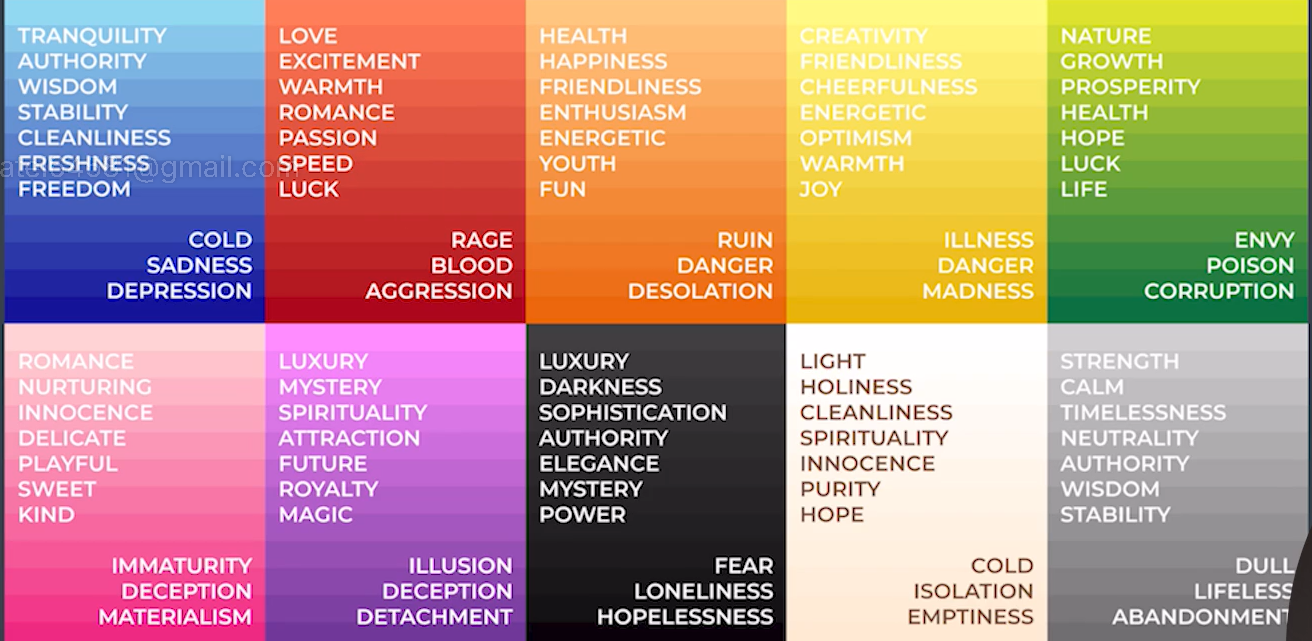 TRANQUILITY
AUTHORITY
WISDOM
STABILITY
CLEANLINESS
FRESHNESS
FREEDOM
COLD
SADNESS
DEPRESSION
LOVE
EXCITEMENT
WARMTH
ROMANCE
PASSION
SPEED
LUCK
RAGE
BLOOD
AGGRESSION
HEALTH
HAPPINESS
FRIENDLINESS
ENTHUSIASM
ENERGETIC
YOUTH
FUN
RUIN
DANGER
DESOLATION
CREATIVITY
FRIENDLINESS
CHEERFULNESS
ENERGETIC
OPTIMISM
WARMTH
JOY
ILLNESS
DANGER
MADNESS
NATURE
GROWTH
PROSPERITY
HEALTH
HOPE
LUCK
LIFE
ENVY
POISON
CORRUPTION
ROMANCE
NURTURING
INNOCENCE
DELICATE
PLAYFUL
SWEET
KIND
IMMATURITY
DECEPTION
MATERIALISM
LUXURY
MYSTERY
SPIRITUALITY
ATTRACTION
FUTURE
ROYALTY
MAGIC
ILLUSION
DECEPTION
DETACHMENT
LUXURY
DARKNESS
SOPHISTICATION
AUTHORITY
ELEGANCE
MYSTERY
POWER
FEAR
LONELINESS
HOPELESSNESS
LIGHT
HOLINESS
CLEANLINESS
SPIRITUALITY
INNOCENCE
PURITY
HOPE
COLD
ISOLATION
EMPTINESS
STRENGTH
CALM
TIMELESSNESS
NEUTRALITY
AUTHORITY
WISDOM
STABILITY
DULL
LIFELESS
ABANDONMENT